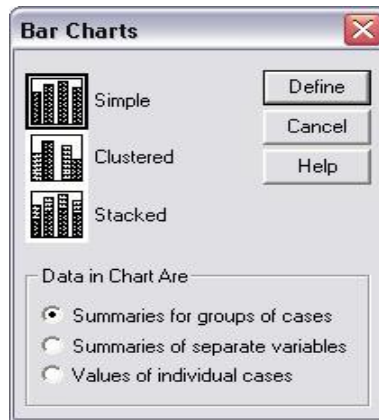 Bar Charts
Simple
Clustered
Stacked
Define
Cancel
Help
Data in Chart Are
Summaries for groups of cases
Summaries of separate variables
Values of individual cases